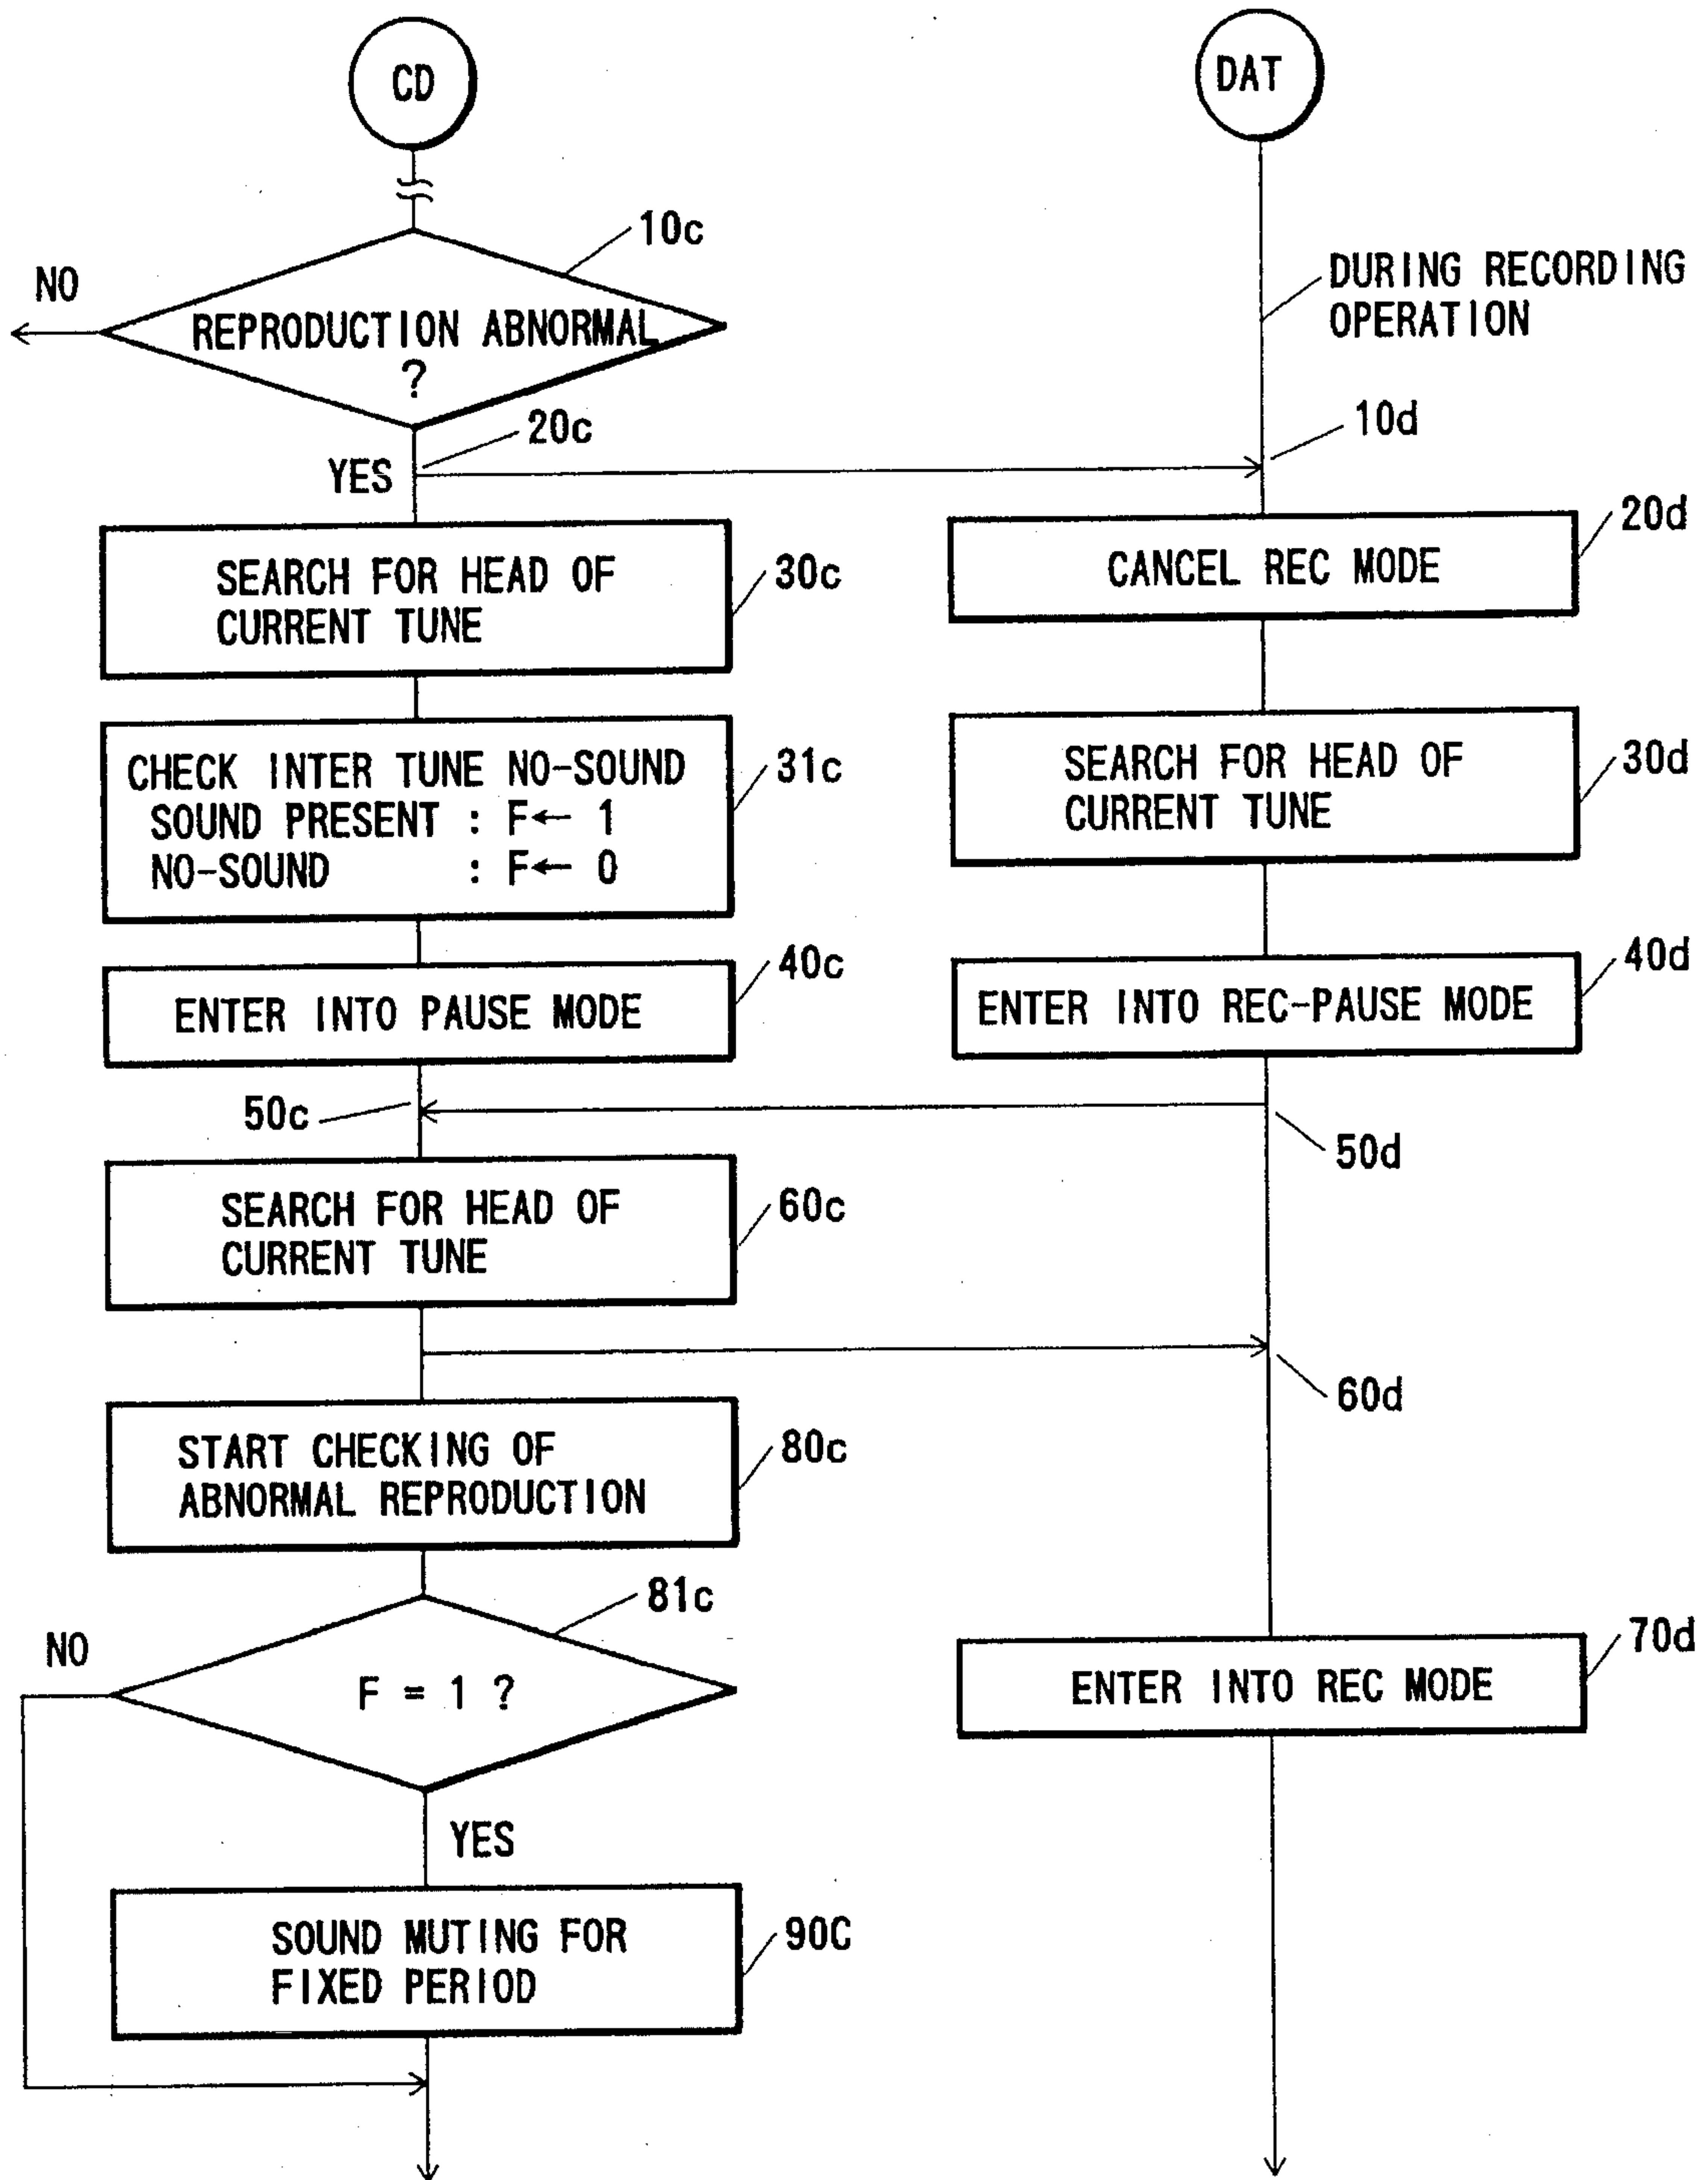 CD
DAT
10c
NO
REPRODUCTION ABNORMAL
?
DURING RECORDING
OPERATION
20c
10d
YES
SEARCH FOR HEAD OF
CURRENT TUNE
30c
CANCEL REC MODE
20d
CHECK INTER TUNE NO-SOUND
SOUND PRESENT : F← 1
NO-SOUND : F← 0
31c
SEARCH FOR HEAD OF
CURRENT TUNE
30d
ENTER INTO PAUSE MODE
40c
ENTER INTO REC-PAUSE MODE
40d
50c
50d
SEARCH FOR HEAD OF
CURRENT TUNE
60c
60d
START CHECKING OF
ABNORMAL REPRODUCTION
80c
81c
NO
F = 1 ?
ENTER INTO REC MODE
70d
YES
SOUND MUTING FOR
FIXED PERIOD
90C